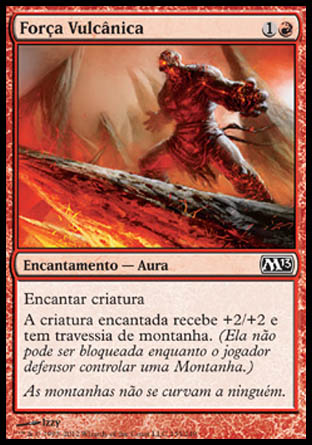 Força Vulcânica 1
Encantamento — Aura M13
Encantar criatura
A criatura encantada recebe +2/+2 e
tem travessia de montanha. (Ela não
pode ser bloqueada enquanto o jogador
defensor controlar uma Montanha.)
As montanhas não se curvam a ninguém.
Izzy